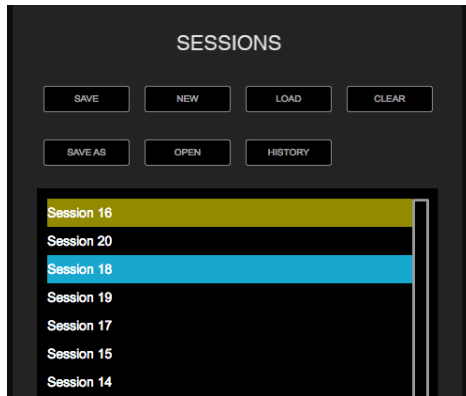 SESSIONS
SAVE NEW LOAD CLEAR
SAVE AS OPEN HISTORY
Session 16
Session 20
Session 18
Session 19
Session 17
Session 15
Session 14